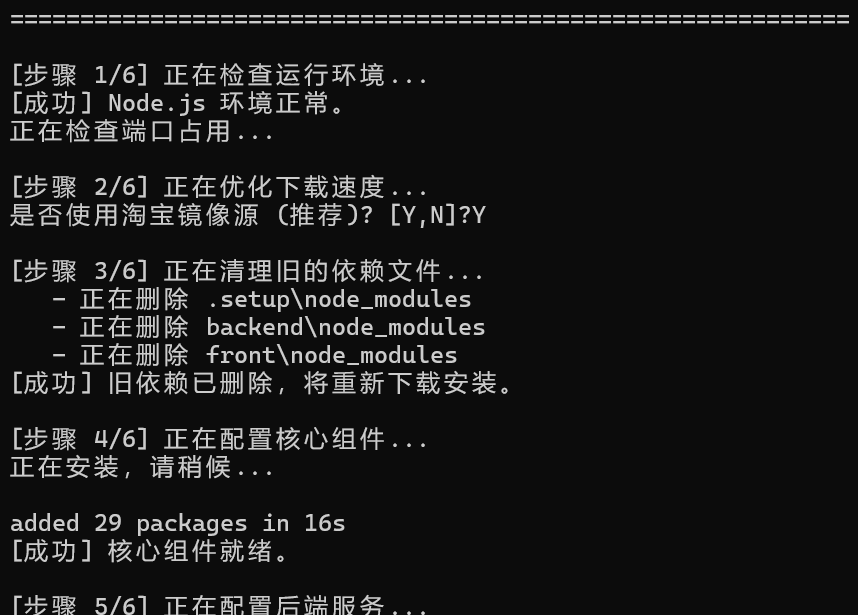 ============================================================
[步骤 1/6] 正在检查运行环境...
[成功] Node.js 环境正常。
正在检查端口占用...
[步骤 2/6] 正在优化下载速度...
是否使用淘宝镜像源 (推荐)? [Y,N]?Y
[步骤 3/6] 正在清理旧的依赖文件...
- 正在删除 .setup\node_modules
- 正在删除 backend\node_modules
- 正在删除 front\node_modules
[成功] 旧依赖已删除, 将重新下载安装。
[步骤 4/6] 正在配置核心组件...
正在安装, 请稍候...
added 29 packages in 16s
[成功] 核心组件就绪。
[步骤 5/6] 正在配置后端服务...